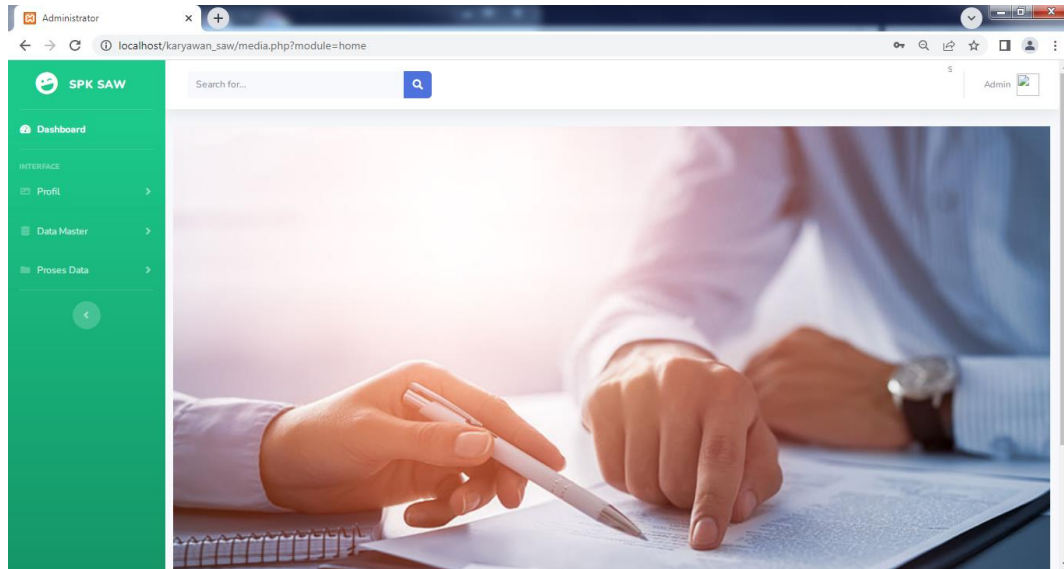 Administrator
localhost/karyawan_saw/media.php?module=home
SPK SAW
Search for...
s
Admin
Dashboard
INTERFACE
Profil
Data Master
Proses Data